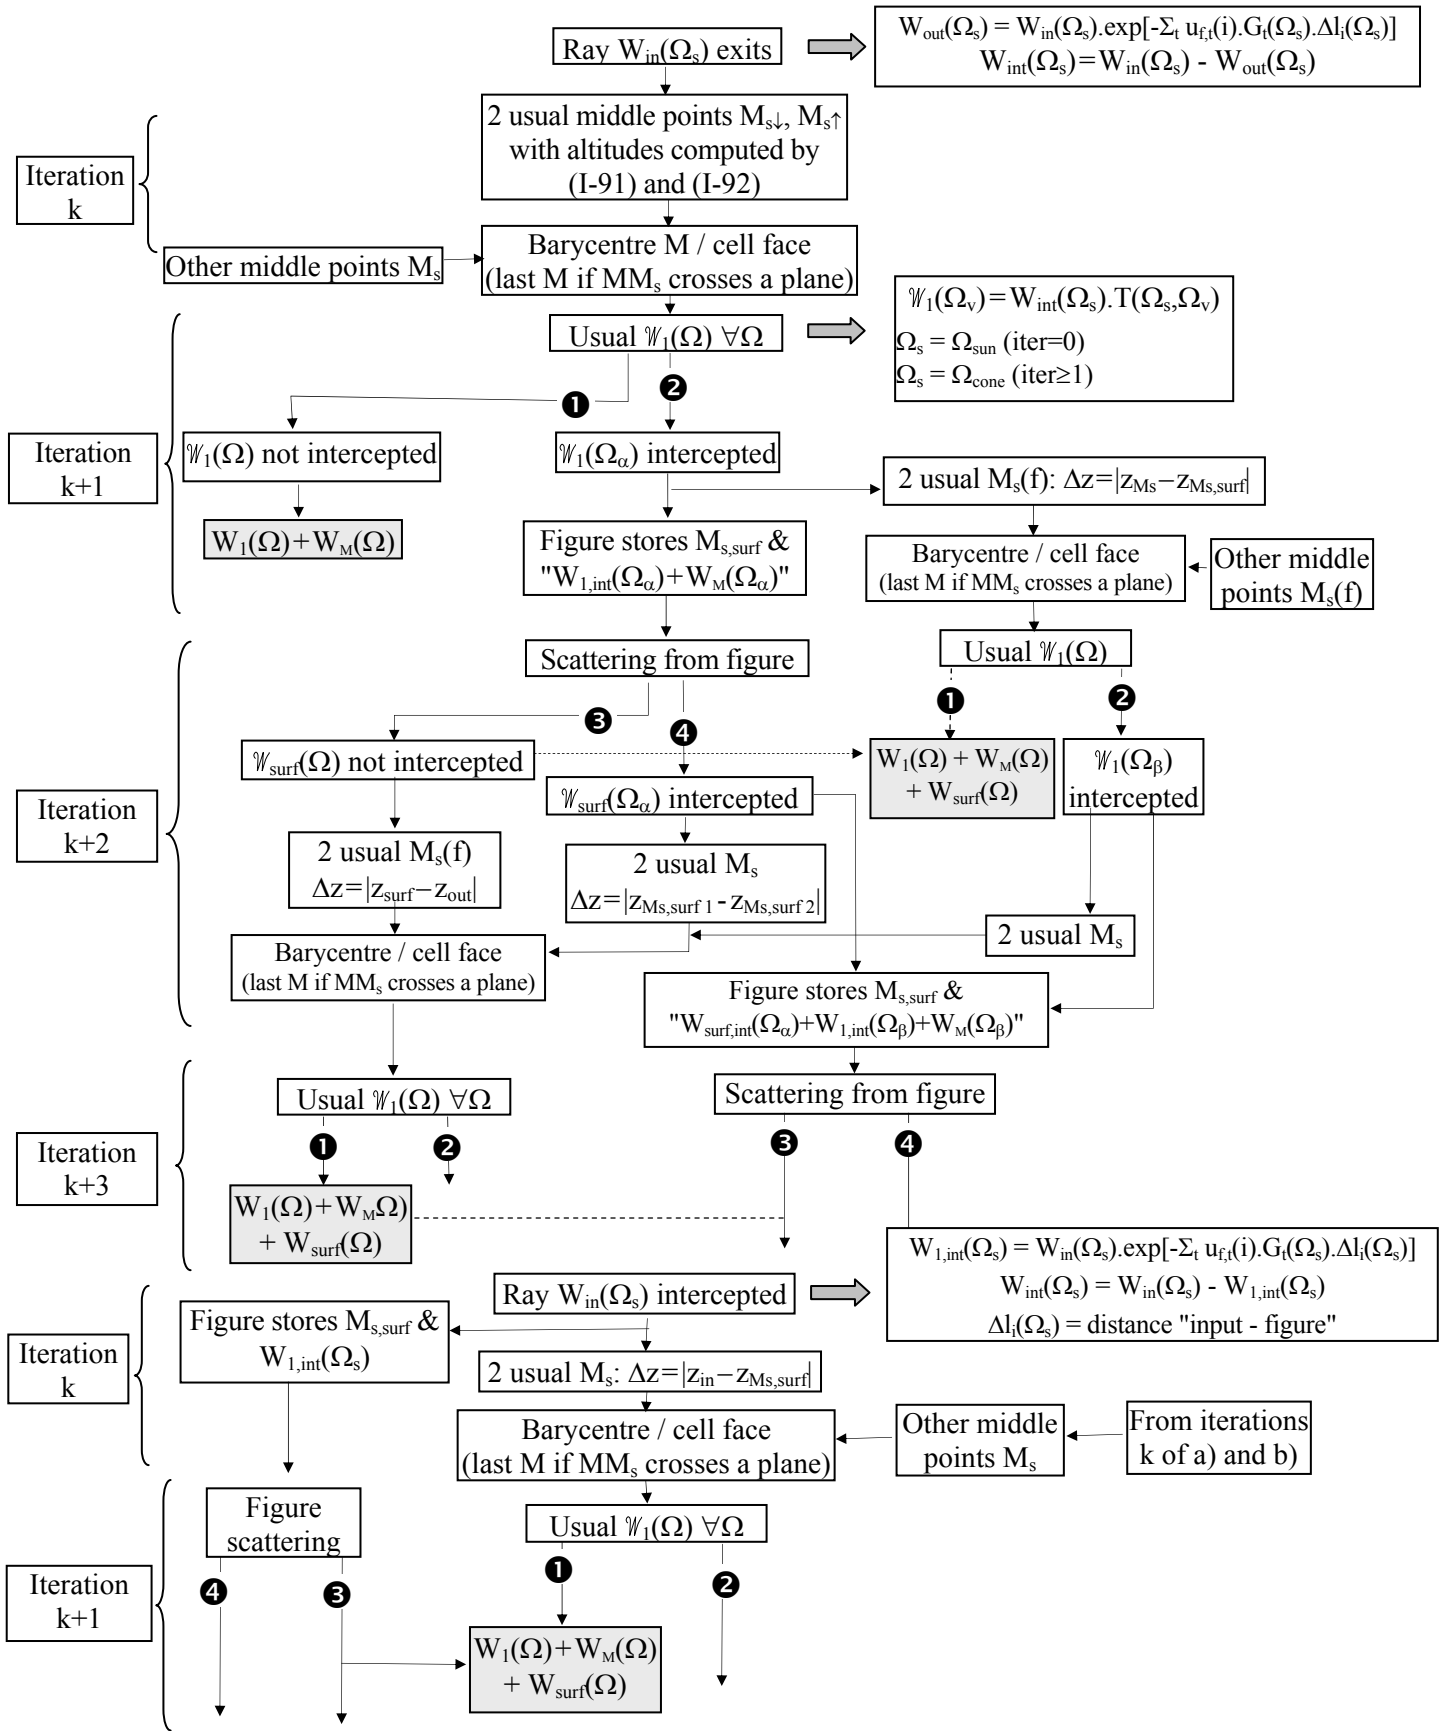 Ray W_in(Ω_s) exits
W_out(Ω_s) = W_in(Ω_s).exp[-Σ_t u_f,t(i).G_t(Ω_s).Δl_i(Ω_s)]
W_int(Ω_s)=W_in(Ω_s) - W_out(Ω_s)
2 usual middle points M_s↓, M_s↑
with altitudes computed by
(I-91) and (I-92)
Iteration
k
Other middle points M_s
Barycentre M / cell face
(last M if MM_s crosses a plane)
Usual 𝒲_1(Ω) ∀Ω
𝒲_1(Ω_v)=W_int(Ω_s).T(Ω_s,Ω_v)
Ω_s = Ω_sun (iter=0)
Ω_s = Ω_cone (iter≥1)
❶
❷
Iteration
k+1
𝒲_1(Ω) not intercepted
𝒲_1(Ω_α) intercepted
2 usual M_s(f): Δz=|z_Ms−z_Ms,surf|
W_1(Ω)+W_M(Ω)
Figure stores M_s,surf &
"W_1,int(Ω_α)+W_M(Ω_α)"
Barycentre / cell face
(last M if MM_s crosses a plane)
Other middle
points M_s(f)
Scattering from figure
Usual 𝒲_1(Ω)
❸
❹
❶
❷
Iteration
k+2
𝒲_surf(Ω) not intercepted
𝒲_surf(Ω_α) intercepted
W_1(Ω) + W_M(Ω)
+ W_surf(Ω)
𝒲_1(Ω_β)
intercepted
2 usual M_s(f)
Δz=|z_surf−z_out|
2 usual M_s
Δz=|z_Ms,surf 1 - z_Ms,surf 2|
2 usual M_s
Barycentre / cell face
(last M if MM_s crosses a plane)
Figure stores M_s,surf &
"W_surf,int(Ω_α)+W_1,int(Ω_β)+W_M(Ω_β)"
Iteration
k+3
Usual 𝒲_1(Ω) ∀Ω
Scattering from figure
❶
❷
❸
❹
W_1(Ω)+W_MΩ)
+ W_surf(Ω)
Ray W_in(Ω_s) intercepted
W_1,int(Ω_s) = W_in(Ω_s).exp[-Σ_t u_f,t(i).G_t(Ω_s).Δl_i(Ω_s)]
W_int(Ω_s) = W_in(Ω_s) - W_1,int(Ω_s)
Δl_i(Ω_s) = distance "input - figure"
Iteration
k
Figure stores M_s,surf &
W_1,int(Ω_s)
2 usual M_s: Δz=|z_in−z_Ms,surf|
Barycentre / cell face
(last M if MM_s crosses a plane)
Other middle
points M_s
From iterations
k of a) and b)
Iteration
k+1
Figure
scattering
Usual 𝒲_1(Ω) ∀Ω
❹
❸
❶
❷
W_1(Ω)+W_M(Ω)
+ W_surf(Ω)